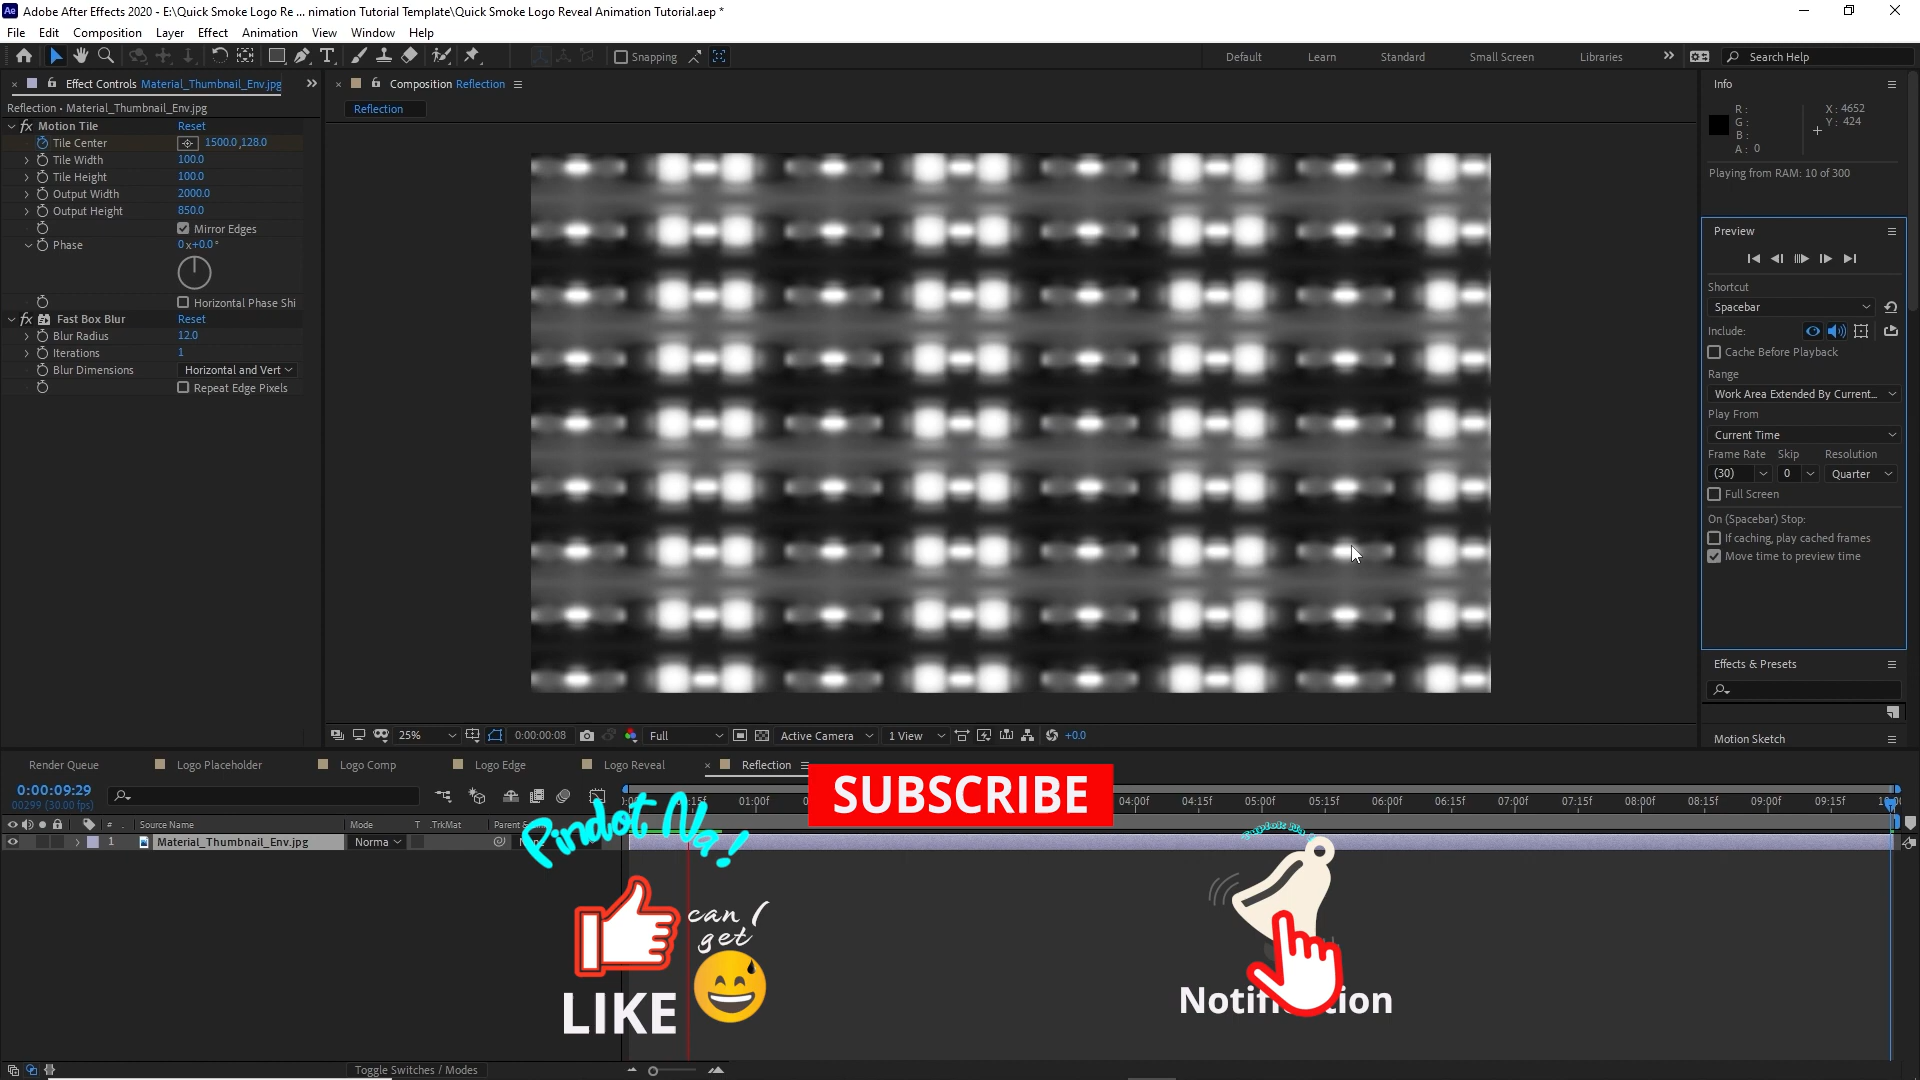 Adobe After Effects 2020 - E:\Quick Smoke Logo Re ... nimation Tutorial Template\Quick Smoke Logo Reveal Animation Tutorial.aep *
File Edit Composition Layer Effect Animation View Window Help
Snapping
Default Learn Standard Small Screen Libraries Search Help
Effect Controls Material_Thumbnail_Env.jpg
Reflection • Material_Thumbnail_Env.jpg
fx Motion Tile Reset
Tile Center 1500.0,128.0
Tile Width 100.0
Tile Height 100.0
Output Width 2000.0
Output Height 850.0
Mirror Edges
Phase 0x+0.0°
Horizontal Phase Shi
fx Fast Box Blur Reset
Blur Radius 12.0
Iterations 1
Blur Dimensions Horizontal and Vert
Repeat Edge Pixels
Composition Reflection
Reflection
25% 0:00:00:08 Full Active Camera 1 View +0.0
Info
R: X: 4652
G: Y: 424
B:
A: 0
Playing from RAM: 10 of 300
Preview
Shortcut
Spacebar
Include:
Cache Before Playback
Range
Work Area Extended By Current...
Play From
Current Time
Frame Rate Skip Resolution
(30) 0 Quarter
Full Screen
On (Spacebar) Stop:
If caching, play cached frames
Move time to preview time
Effects & Presets
Motion Sketch
Render Queue Logo Placeholder Logo Comp Logo Edge Logo Reveal Reflection
0:00:09:29
00299 (30.00 fps)
01:00f 04:00f 04:15f 05:00f 05:15f 06:00f 06:15f 07:00f 07:15f 08:00f 08:15f 09:00f 09:15f
# Source Name Mode T .TrkMat
1 Material_Thumbnail_Env.jpg Norma
Toggle Switches / Modes
SUBSCRIBE
Pindot Na!
can I
get
LIKE